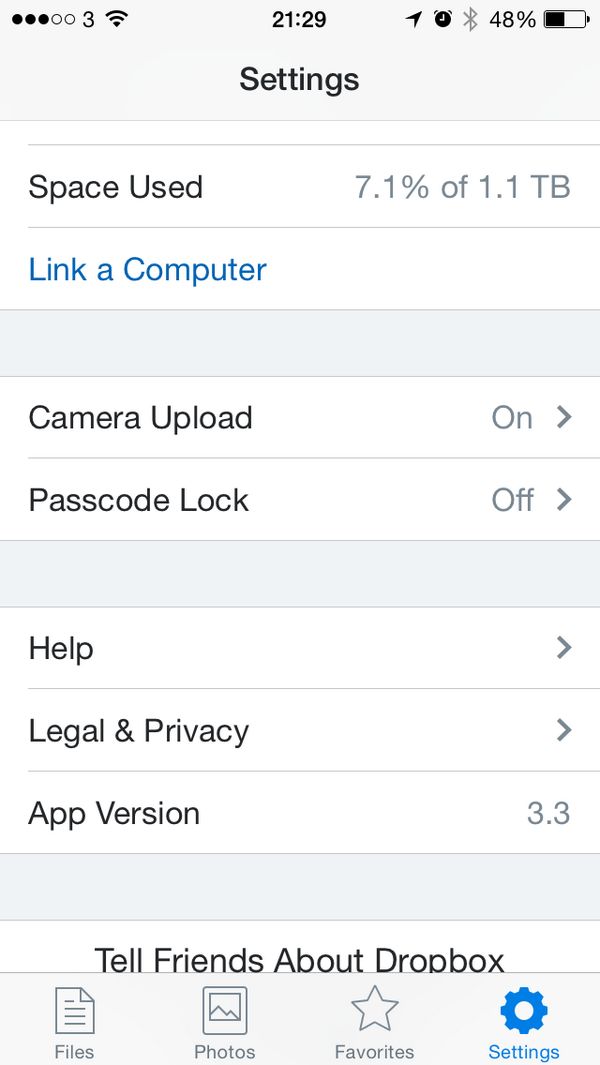 3 21:29 48%
Settings
Space Used 7.1% of 1.1 TB
Link a Computer
Camera Upload On
Passcode Lock Off
Help
Legal & Privacy
App Version 3.3
Tell Friends About Dropbox
Files Photos Favorites Settings